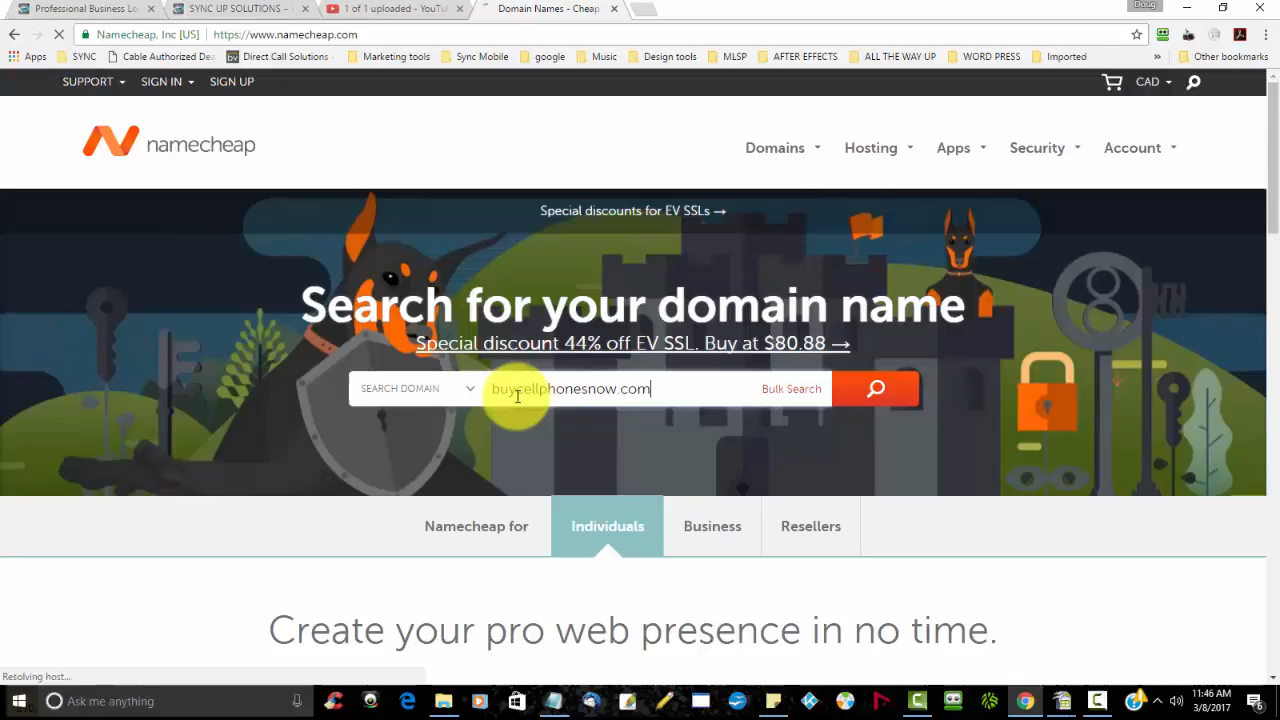 Professional Business Lo
SYNC UP SOLUTIONS –
1 of 1 uploaded - YouTu
Domain Names - Cheap
Doug
Namecheap, Inc [US]
https://www.namecheap.com
Apps
SYNC
Cable Authorized Dea
Direct Call Solutions
Marketing tools
Sync Mobile
google
Music
Design tools
MLSP
AFTER EFFECTS
ALL THE WAY UP
WORD PRESS
Imported
»
Other bookmarks
SUPPORT
SIGN IN
SIGN UP
CAD
namecheap
Domains
Hosting
Apps
Security
Account
Special discounts for EV SSLs →
Search for your domain name
Special discount 44% off EV SSL. Buy at $80.88 →
SEARCH DOMAIN
buycellphonesnow.com
Bulk Search
Namecheap for
Individuals
Business
Resellers
Create your pro web presence in no time.
Resolving host...
Ask me anything
11:46 AM
3/8/2017
6